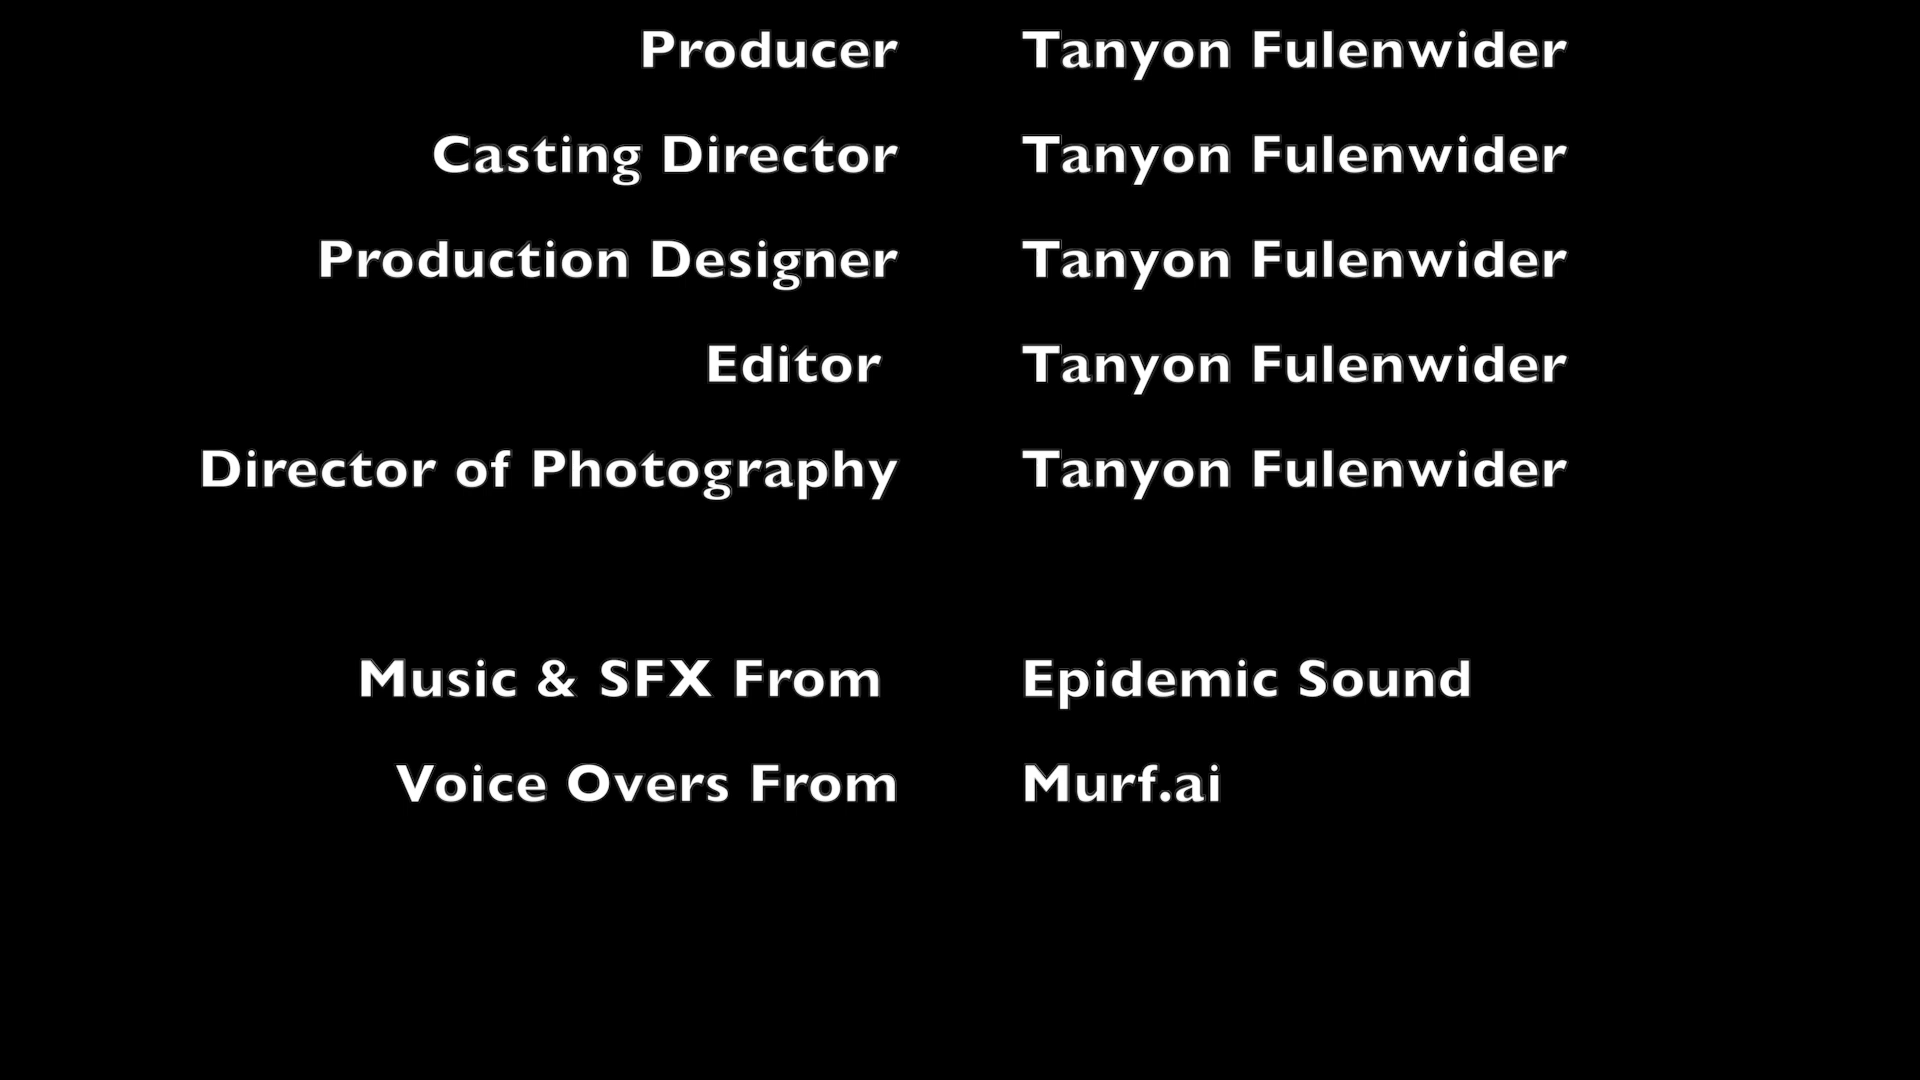 Producer Tanyon Fulenwider
Casting Director Tanyon Fulenwider
Production Designer Tanyon Fulenwider
Editor Tanyon Fulenwider
Director of Photography Tanyon Fulenwider
Music & SFX From Epidemic Sound
Voice Overs From Murf.ai